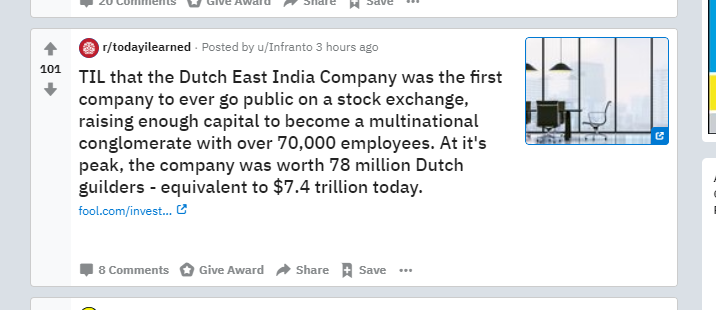 20 Comments Give Award Share Save ...
r/todayilearned · Posted by u/Infranto 3 hours ago
101
TIL that the Dutch East India Company was the first
company to ever go public on a stock exchange,
raising enough capital to become a multinational
conglomerate with over 70,000 employees. At it's
peak, the company was worth 78 million Dutch
guilders - equivalent to $7.4 trillion today.
fool.com/invest...
8 Comments Give Award Share Save ...